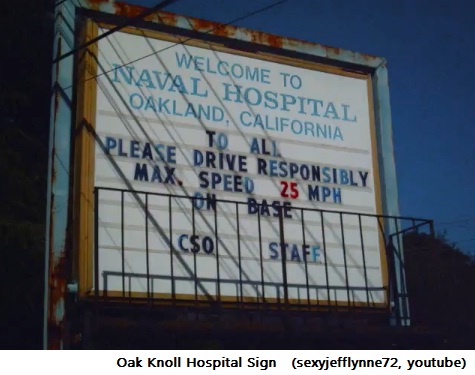 WELCOME TO
NAVAL HOSPITAL
OAKLAND, CALIFORNIA
TO ALL
PLEASE DRIVE RESPONSIBLY
MAX. SPEED 25 MPH
ON BASE
CSO STAFF
Oak Knoll Hospital Sign (sexyjefflynne72, youtube)